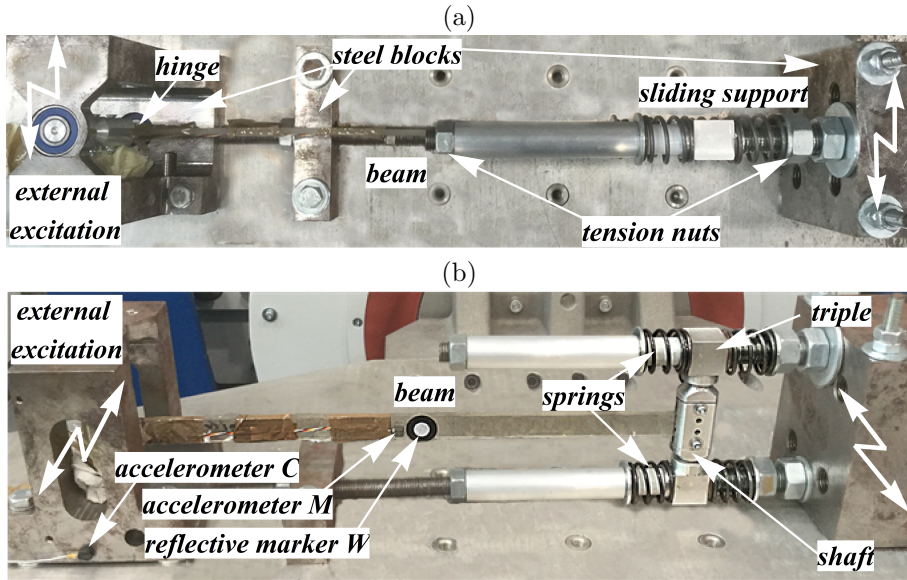 (a)
steel blocks
hinge
sliding support
beam
external
excitation
tension nuts
(b)
external
excitation
triple
beam
springs
accelerometer C
accelerometer M
reflective marker W
shaft